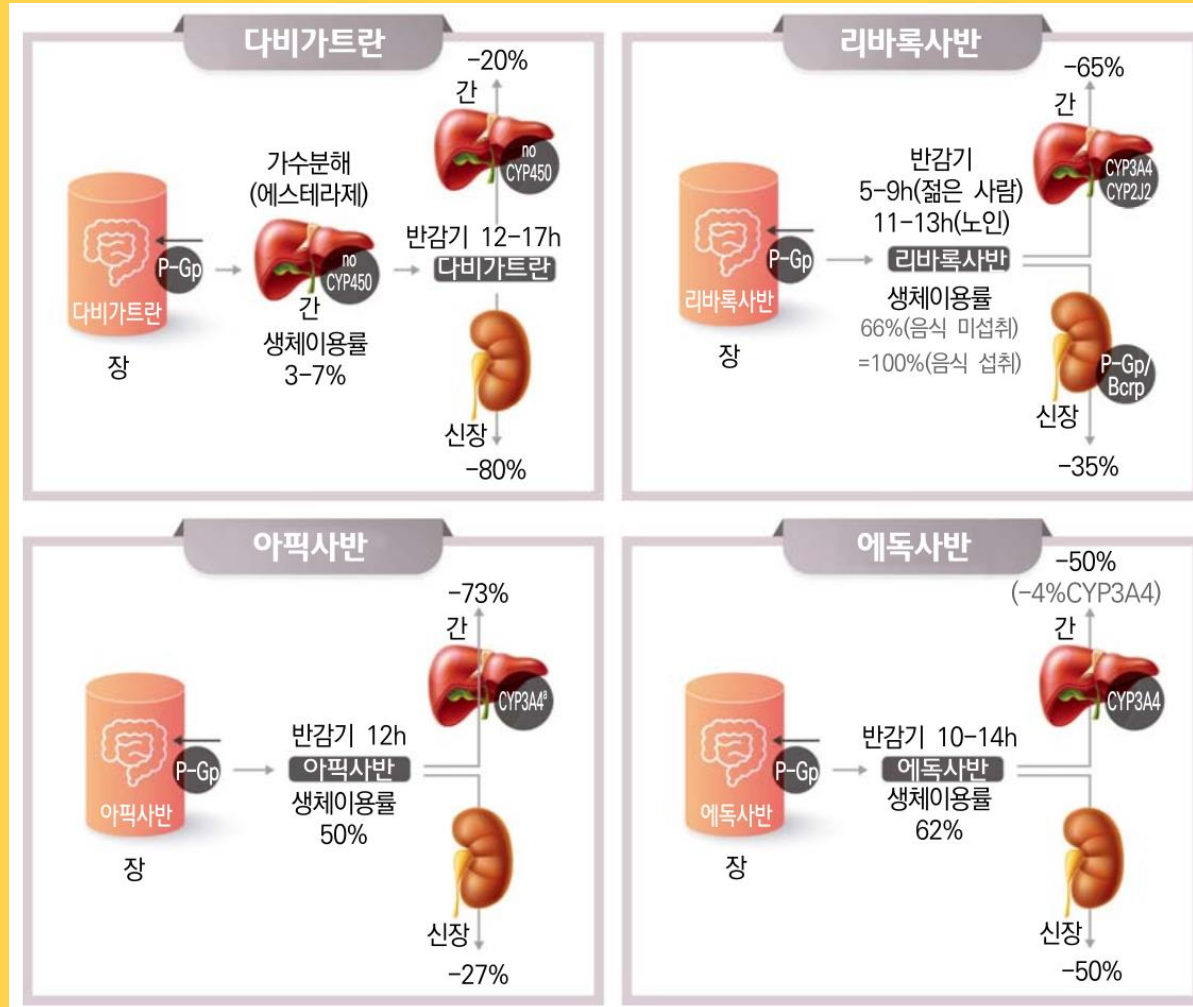 다비가트란
-20%
간
no
CYP450
가수분해
(에스테라제)
P-Gp
no
CYP450
반감기 12-17h
다비가트란
다비가트란
간
장
생체이용률
3-7%
신장
-80%
리바록사반
-65%
간
CYP3A4
CYP2J2
반감기
5-9h(젊은 사람)
11-13h(노인)
P-Gp
리바록사반
리바록사반
생체이용률
66%(음식 미섭취)
=100%(음식 섭취)
장
P-Gp/
Bcrp
신장
-35%
아픽사반
-73%
간
CYP3A4ª
반감기 12h
P-Gp
아픽사반
아픽사반
생체이용률
50%
장
신장
-27%
에독사반
-50%
(-4%CYP3A4)
간
CYP3A4
반감기 10-14h
P-Gp
에독사반
에독사반
생체이용률
62%
장
신장
-50%